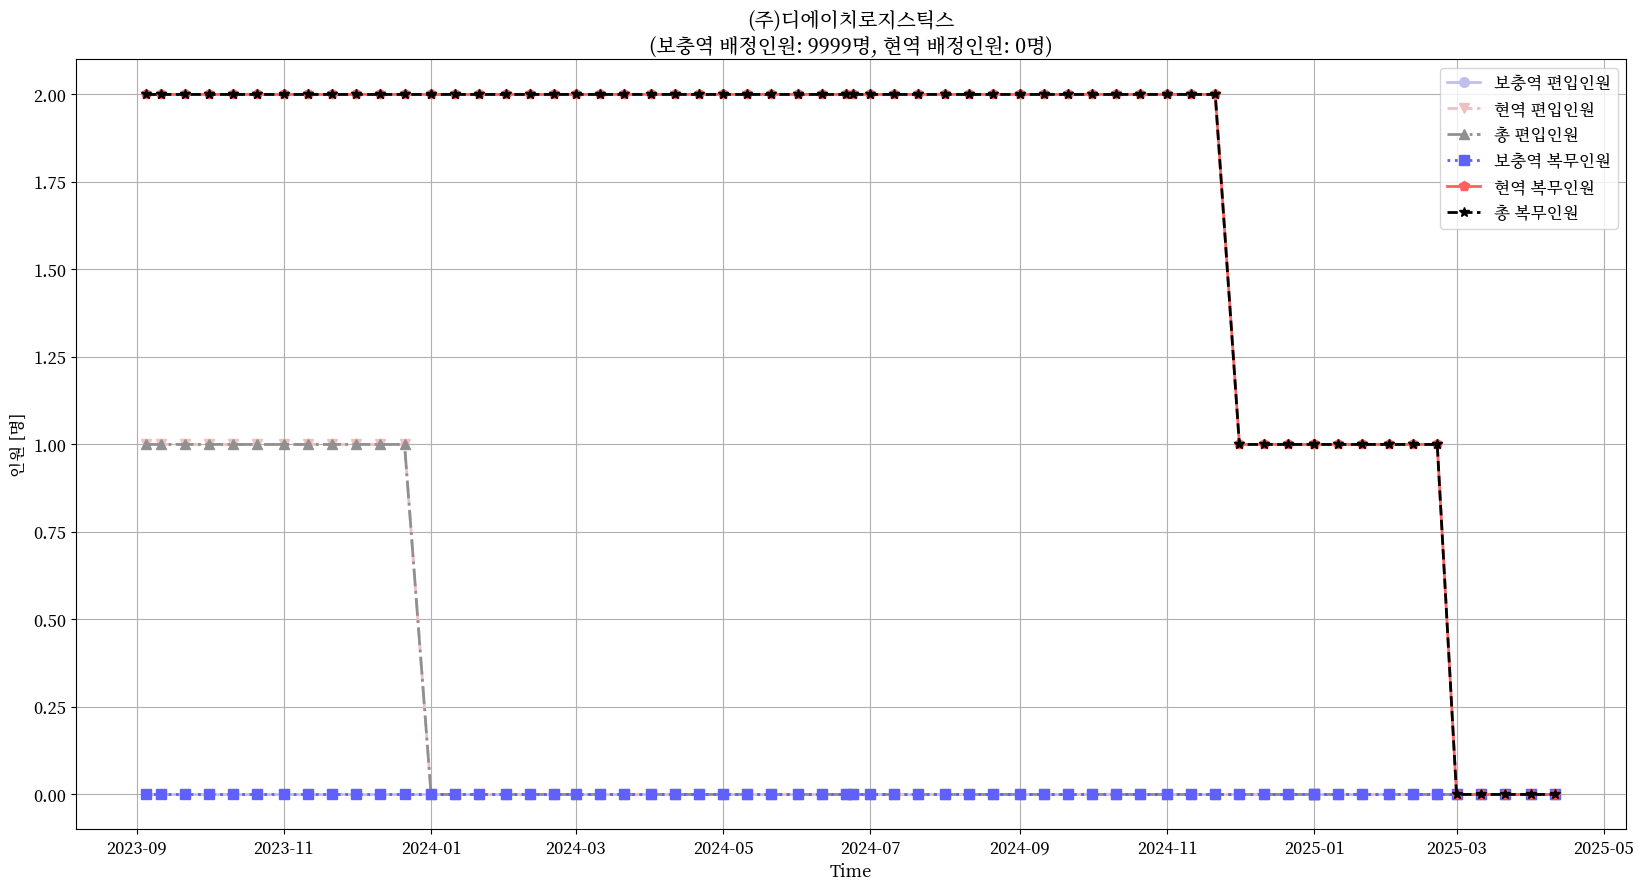 (주)디에이치로지스틱스
(보충역 배정인원: 9999명, 현역 배정인원: 0명)
보충역 편입인원
현역 편입인원
총 편입인원
보충역 복무인원
현역 복무인원
총 복무인원
인원 [명]
2.00
1.75
1.50
1.25
1.00
0.75
0.50
0.25
0.00
2023-09
2023-11
2024-01
2024-03
2024-05
2024-07
2024-09
2024-11
2025-01
2025-03
2025-05
Time